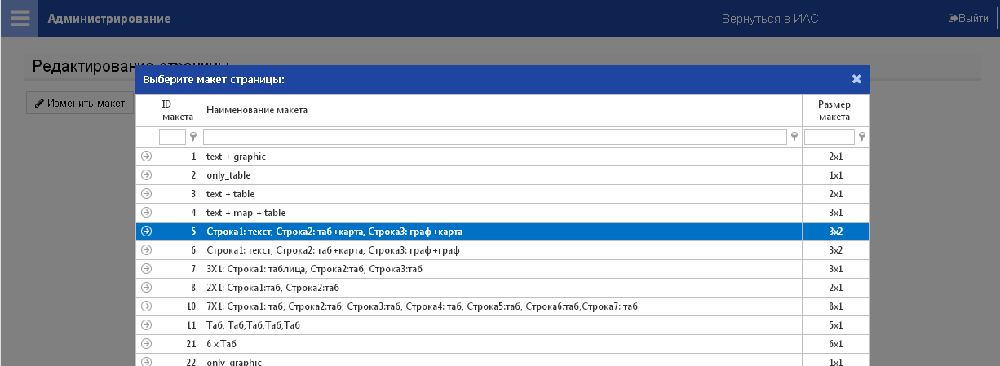 Администрирование
Вернуться в ИАС
Выйти
Редактирование страницы
Выберите макет страницы:
Изменить макет
ID макета
Наименование макета
Размер макета
1 text + graphic 2x1
2 only_table 1x1
3 text + table 2x1
4 text + map + table 3x1
5 Строка1: текст, Строка2: таб+карта, Строка3: граф+карта 3x2
6 Строка1: текст, Строка2: таб+карта, Строка3: граф+граф 3x2
7 3X1: Строка1: таблица, Строка2:таб, Строка3:таб 3x1
8 2X1: Строка1:таб, Строка2:таб 2x1
10 7X1: Строка1: таб, Строка2:таб, Строка3:таб, Строка4: таб, Строка5:таб, Строка6:таб,Строка7: таб 8x1
11 Таб, Таб,Таб,Таб,Таб 5x1
21 6 x Таб 6x1
22 only_graphic 1x1